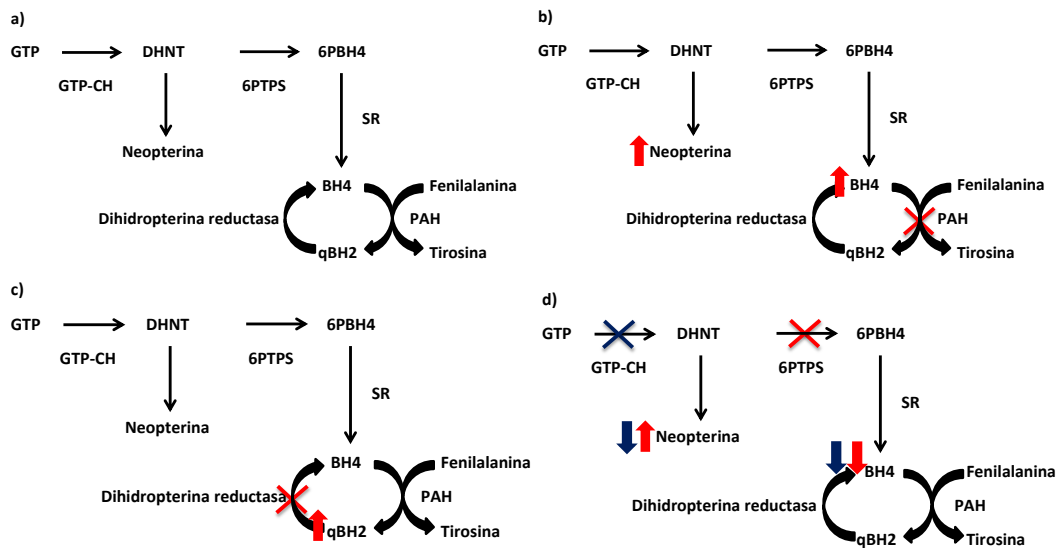 a)
GTP DHNT 6PBH4
GTP-CH 6PTPS
SR
Neopterina
BH4 Fenilalanina
Dihidropterina reductasa PAH
qBH2 Tirosina
b)
GTP DHNT 6PBH4
GTP-CH 6PTPS
SR
Neopterina
BH4 Fenilalanina
Dihidropterina reductasa PAH
qBH2 Tirosina
c)
GTP DHNT 6PBH4
GTP-CH 6PTPS
SR
Neopterina
BH4 Fenilalanina
Dihidropterina reductasa PAH
qBH2 Tirosina
d)
GTP DHNT 6PBH4
GTP-CH 6PTPS
SR
Neopterina
BH4 Fenilalanina
Dihidropterina reductasa PAH
qBH2 Tirosina